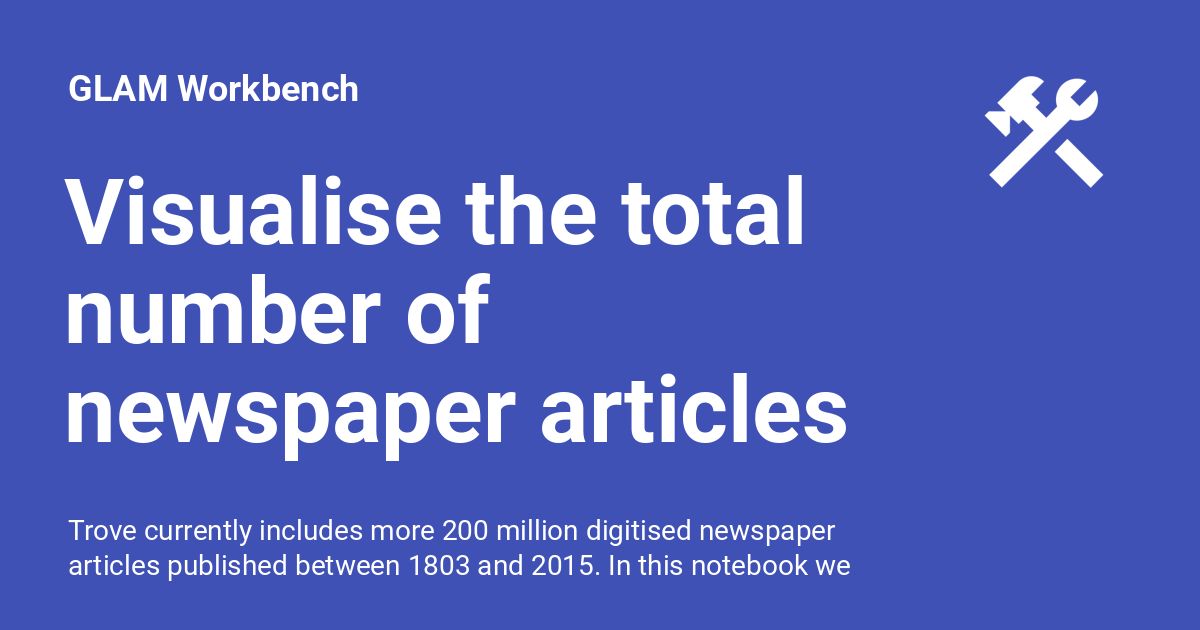 GLAM Workbench
Visualise the total
number of
newspaper articles
Trove currently includes more 200 million digitised newspaper
articles published between 1803 and 2015. In this notebook we